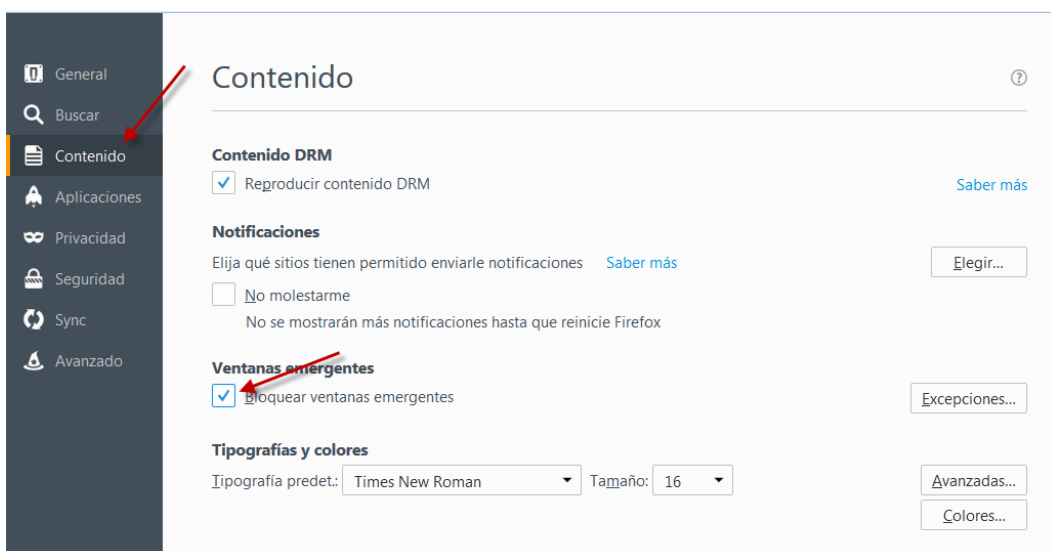 General
Buscar
Contenido
Aplicaciones
Privacidad
Seguridad
Sync
Avanzado
Contenido
?
Contenido DRM
Reproducir contenido DRM
Saber más
Notificaciones
Elija qué sitios tienen permitido enviarle notificaciones Saber más
Elegir...
No molestarme
No se mostrarán más notificaciones hasta que reinicie Firefox
Ventanas emergentes
Bloquear ventanas emergentes
Excepciones...
Tipografías y colores
Tipografía predet.: Times New Roman Tamaño: 16
Avanzadas...
Colores...